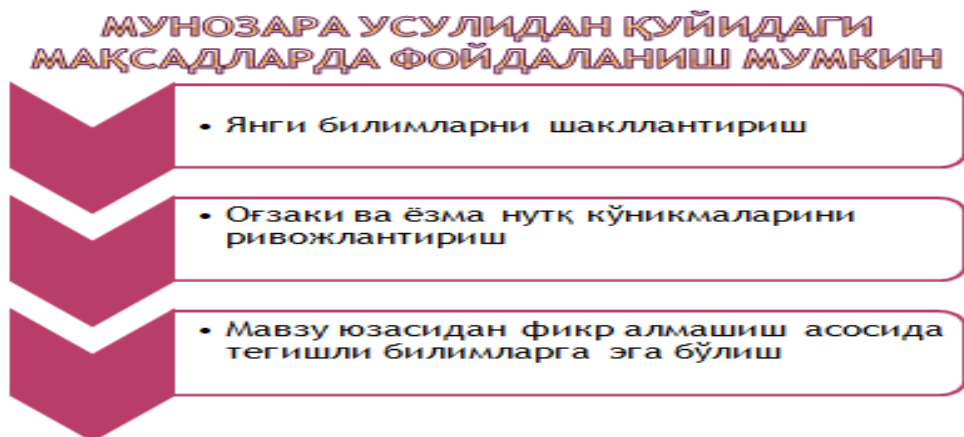 МУНОЗАРА УСУЛИДАН ҚУЙИДАГИ
МАҚСАДЛАРДА ФОЙДАЛАНИШ МУМКИН
• Янги билимларни шакллантириш
• Оғзаки ва ёзма нутқ кўникмаларини
ривожлантириш
• Мавзу юзасидан фикр алмашиш асосида
тегишли билимларга эга бўлиш